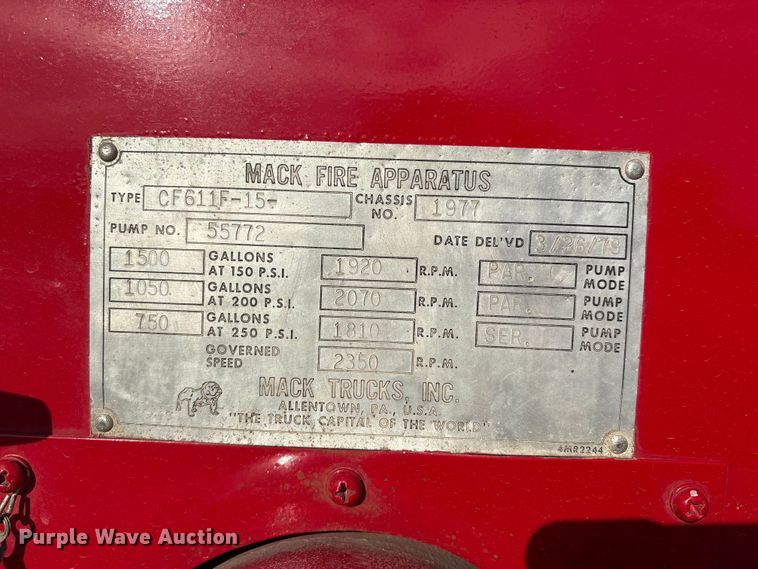 MACK FIRE APPARATUS
TYPE CF611F-15- CHASSIS NO. 1977
PUMP NO. 55772 DATE DEL'VD 3/26/79
1500 GALLONS AT 150 P.S.I. 1920 R.P.M. PAR. PUMP MODE
1050 GALLONS AT 200 P.S.I. 2070 R.P.M. PAR. PUMP MODE
750 GALLONS AT 250 P.S.I. 1810 R.P.M. SER. PUMP MODE
GOVERNED SPEED 2350 R.P.M.
MACK TRUCKS, INC.
ALLENTOWN, PA., U.S.A.
"THE TRUCK CAPITAL OF THE WORLD"
4MR2244
Purple Wave Auction